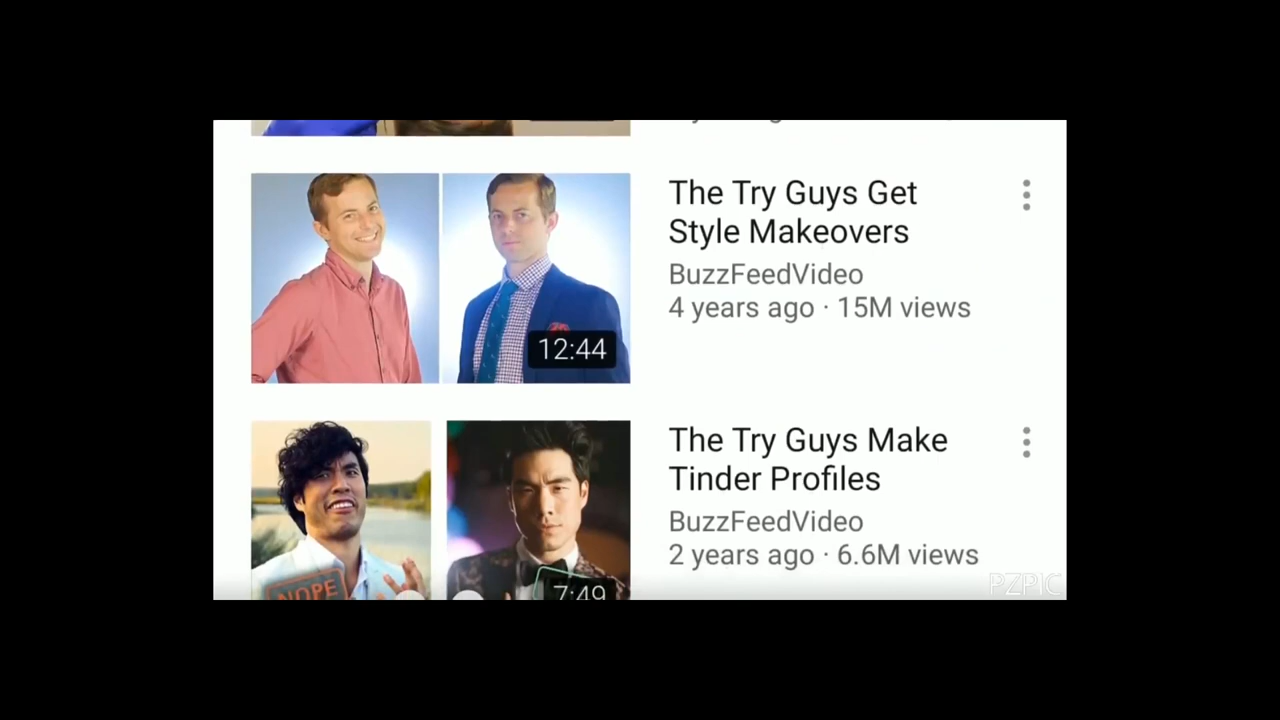 The Try Guys Get
Style Makeovers
BuzzFeedVideo
4 years ago · 15M views
12:44
The Try Guys Make
Tinder Profiles
BuzzFeedVideo
2 years ago · 6.6M views
NOPE
7:49
PZPIC